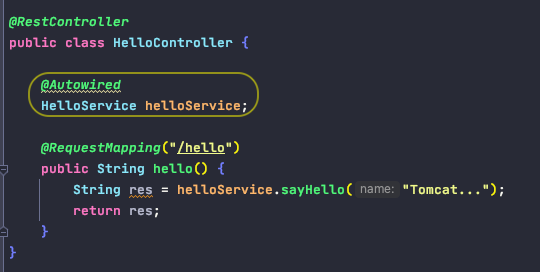 @RestController
public class HelloController {
@Autowired
HelloService helloService;
@RequestMapping("/hello")
public String hello() {
String res = helloService.sayHello( name: "Tomcat...");
return res;
}
}